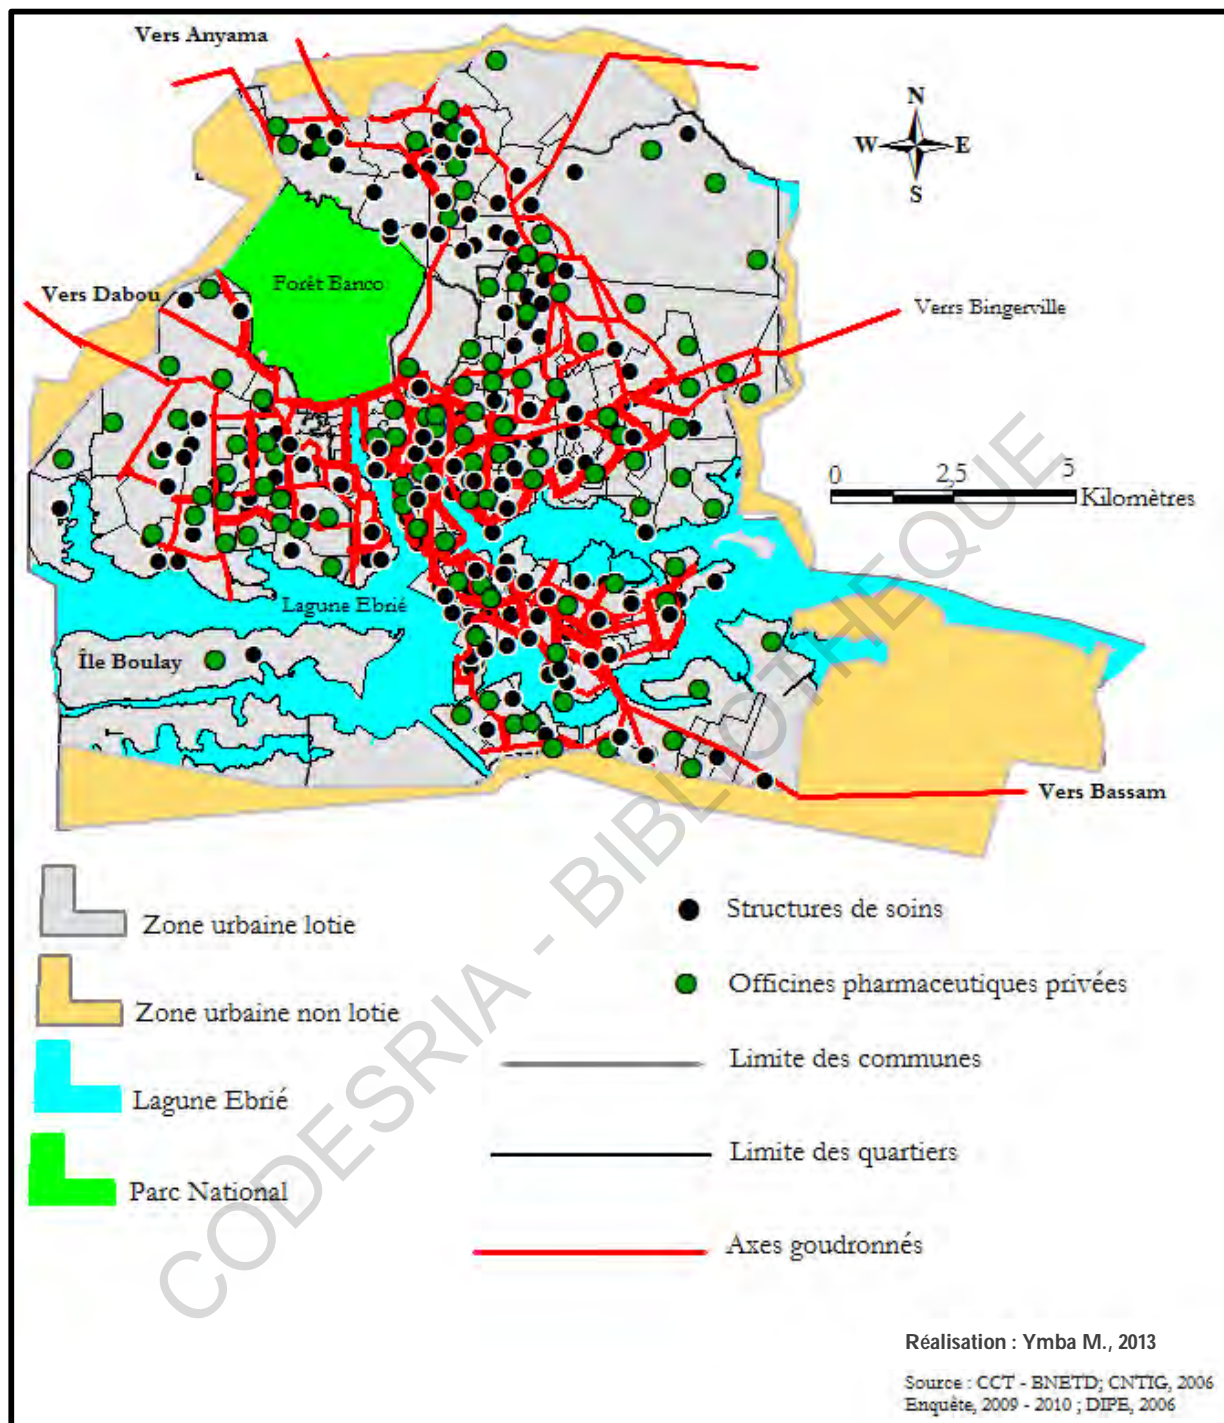 Vers Anyama
N
W E
S
Forêt Banco
Vers Dabou
Verrs Bingerville
0 2,5 5
Kilomètres
Lagune Ebrié
Île Boulay
Vers Bassam
Zone urbaine lotie
Zone urbaine non lotie
Lagune Ebrié
Parc National
Structures de soins
Officines pharmaceutiques privées
Limite des communes
Limite des quartiers
Axes goudronnés
CODESRIA - BIBLIOTHEQUE
Réalisation : Ymba M., 2013
Source : CCT - BNETD; CNTIG, 2006
Enquête, 2009 - 2010 ; DIPE, 2006